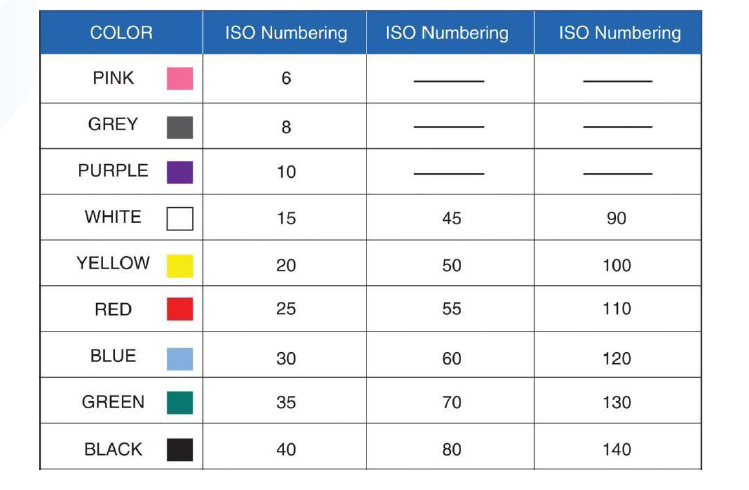 COLOR ISO Numbering ISO Numbering ISO Numbering
PINK 6
GREY 8
PURPLE 10
WHITE 15 45 90
YELLOW 20 50 100
RED 25 55 110
BLUE 30 60 120
GREEN 35 70 130
BLACK 40 80 140